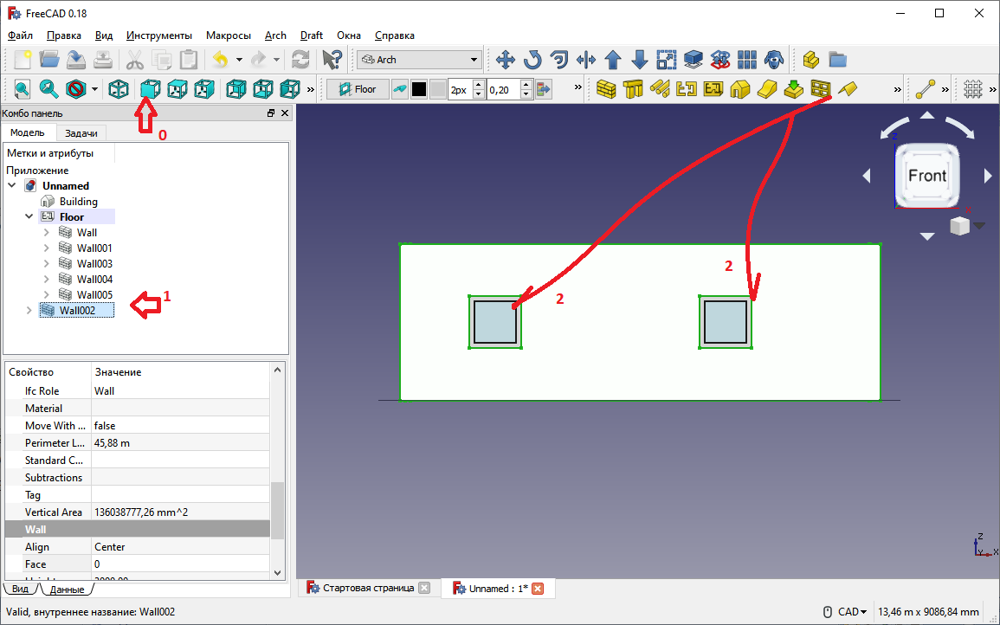 FreeCAD 0.18
Файл Правка Вид Инструменты Макросы Arch Draft Окна Справка
Arch
Floor 2px 0,20
Комбо панель
Модель Задачи
0
Метки и атрибуты
Приложение
Unnamed
Building
Floor
Wall
Wall001
Wall003
Wall004
Wall005
Wall002
1
Z
Front
X
2
2
Свойство Значение
Ifc Role Wall
Material
Move With ... false
Perimeter L... 45,88 m
Standard C...
Subtractions
Tag
Vertical Area 136038777,26 mm^2
Wall
Align Center
Face 0
Z
Y X
Вид Данные
Стартовая страница Unnamed : 1*
Valid, внутреннее название: Wall002 CAD 13,46 m x 9086,84 mm